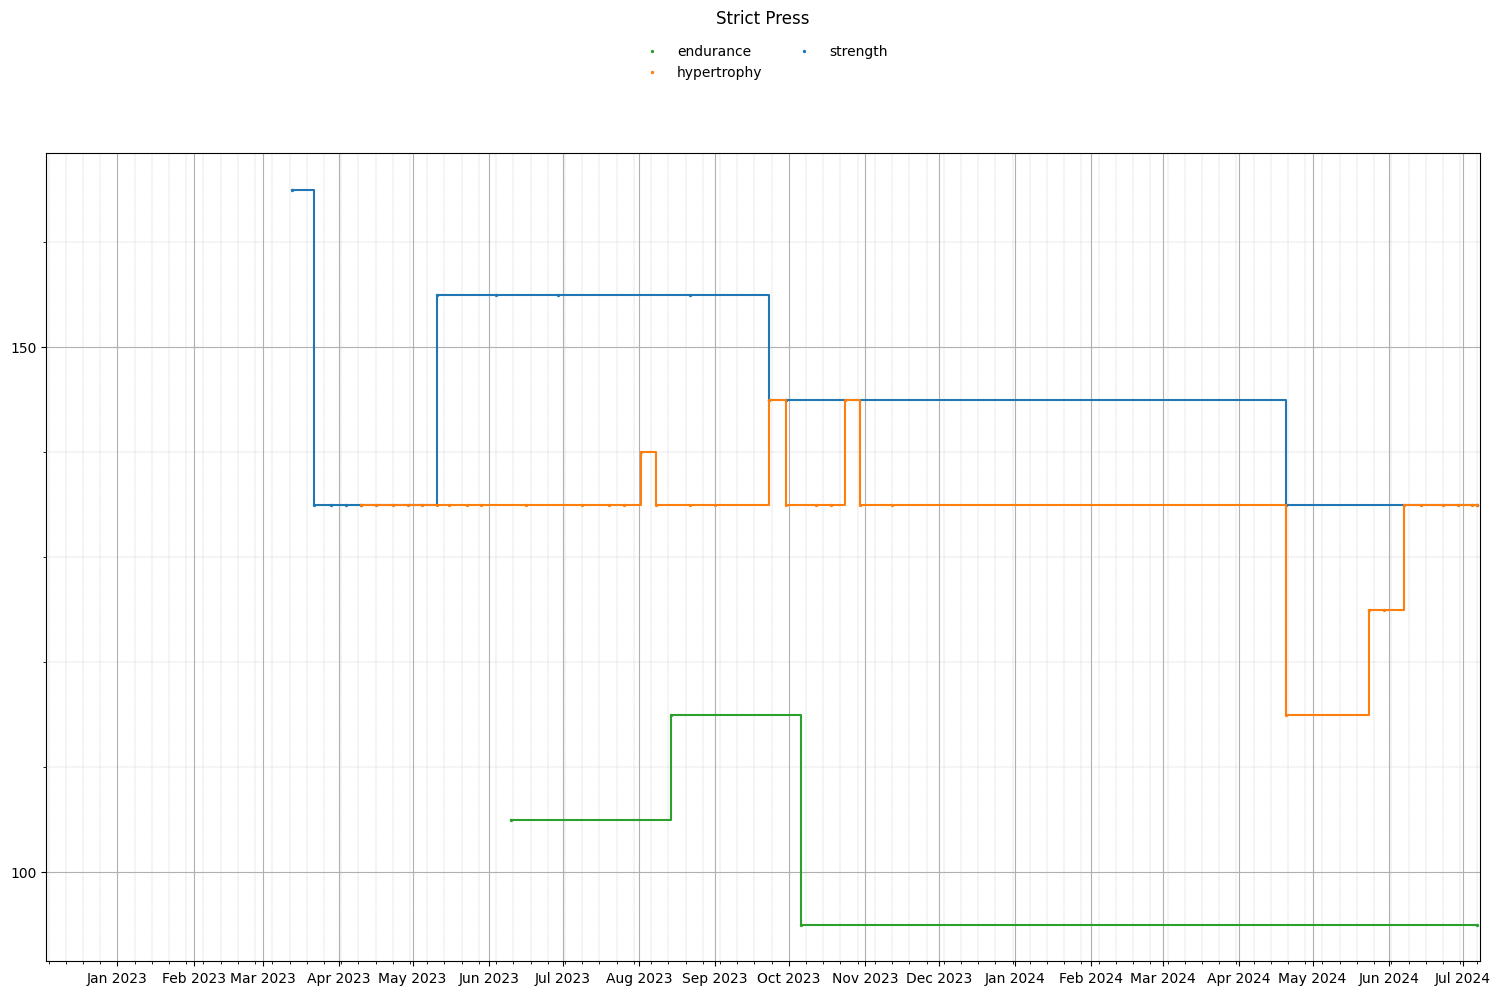 Strict Press
endurance strength
hypertrophy
150
100
Jan 2023 Feb 2023 Mar 2023 Apr 2023 May 2023 Jun 2023 Jul 2023 Aug 2023 Sep 2023 Oct 2023 Nov 2023 Dec 2023 Jan 2024 Feb 2024 Mar 2024 Apr 2024 May 2024 Jun 2024 Jul 2024